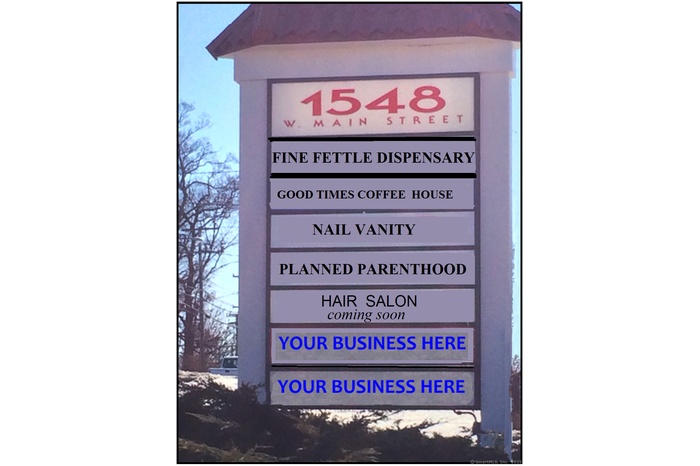 1548
W. MAIN STREET
FINE FETTLE DISPENSARY
GOOD TIMES COFFEE HOUSE
NAIL VANITY
PLANNED PARENTHOOD
HAIR SALON
coming soon
YOUR BUSINESS HERE
YOUR BUSINESS HERE